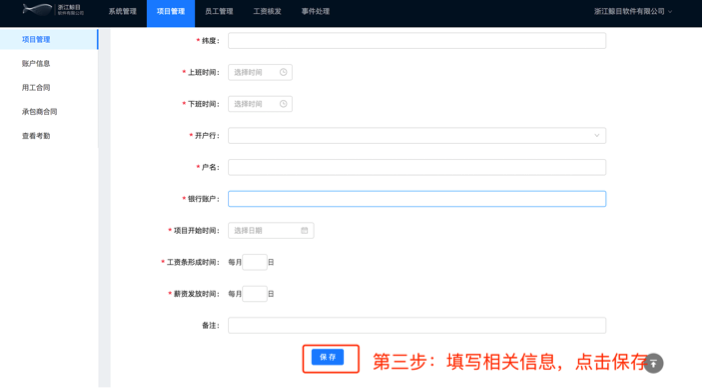 浙江鲸目
软件有限公司
系统管理 项目管理 员工管理 工资核发 事件处理 浙江鲸目软件有限公司
项目管理
账户信息
用工合同
承包商合同
查看考勤
* 纬度:
* 上班时间: 选择时间
* 下班时间: 选择时间
* 开户行:
* 户名:
* 银行账户:
* 项目开始时间: 选择日期
* 工资条形成时间: 每月 日
* 薪资发放时间: 每月 日
备注:
保存
第三步：填写相关信息，点击保存